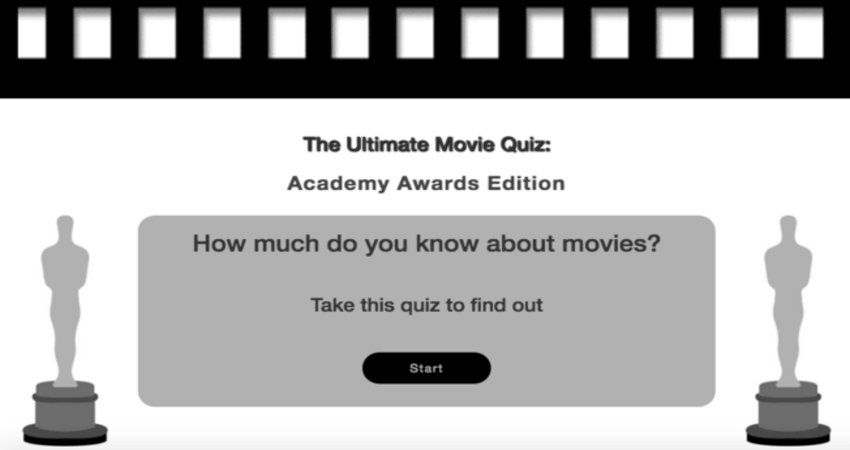 The Ultimate Movie Quiz:
Academy Awards Edition
How much do you know about movies?
Take this quiz to find out
Start